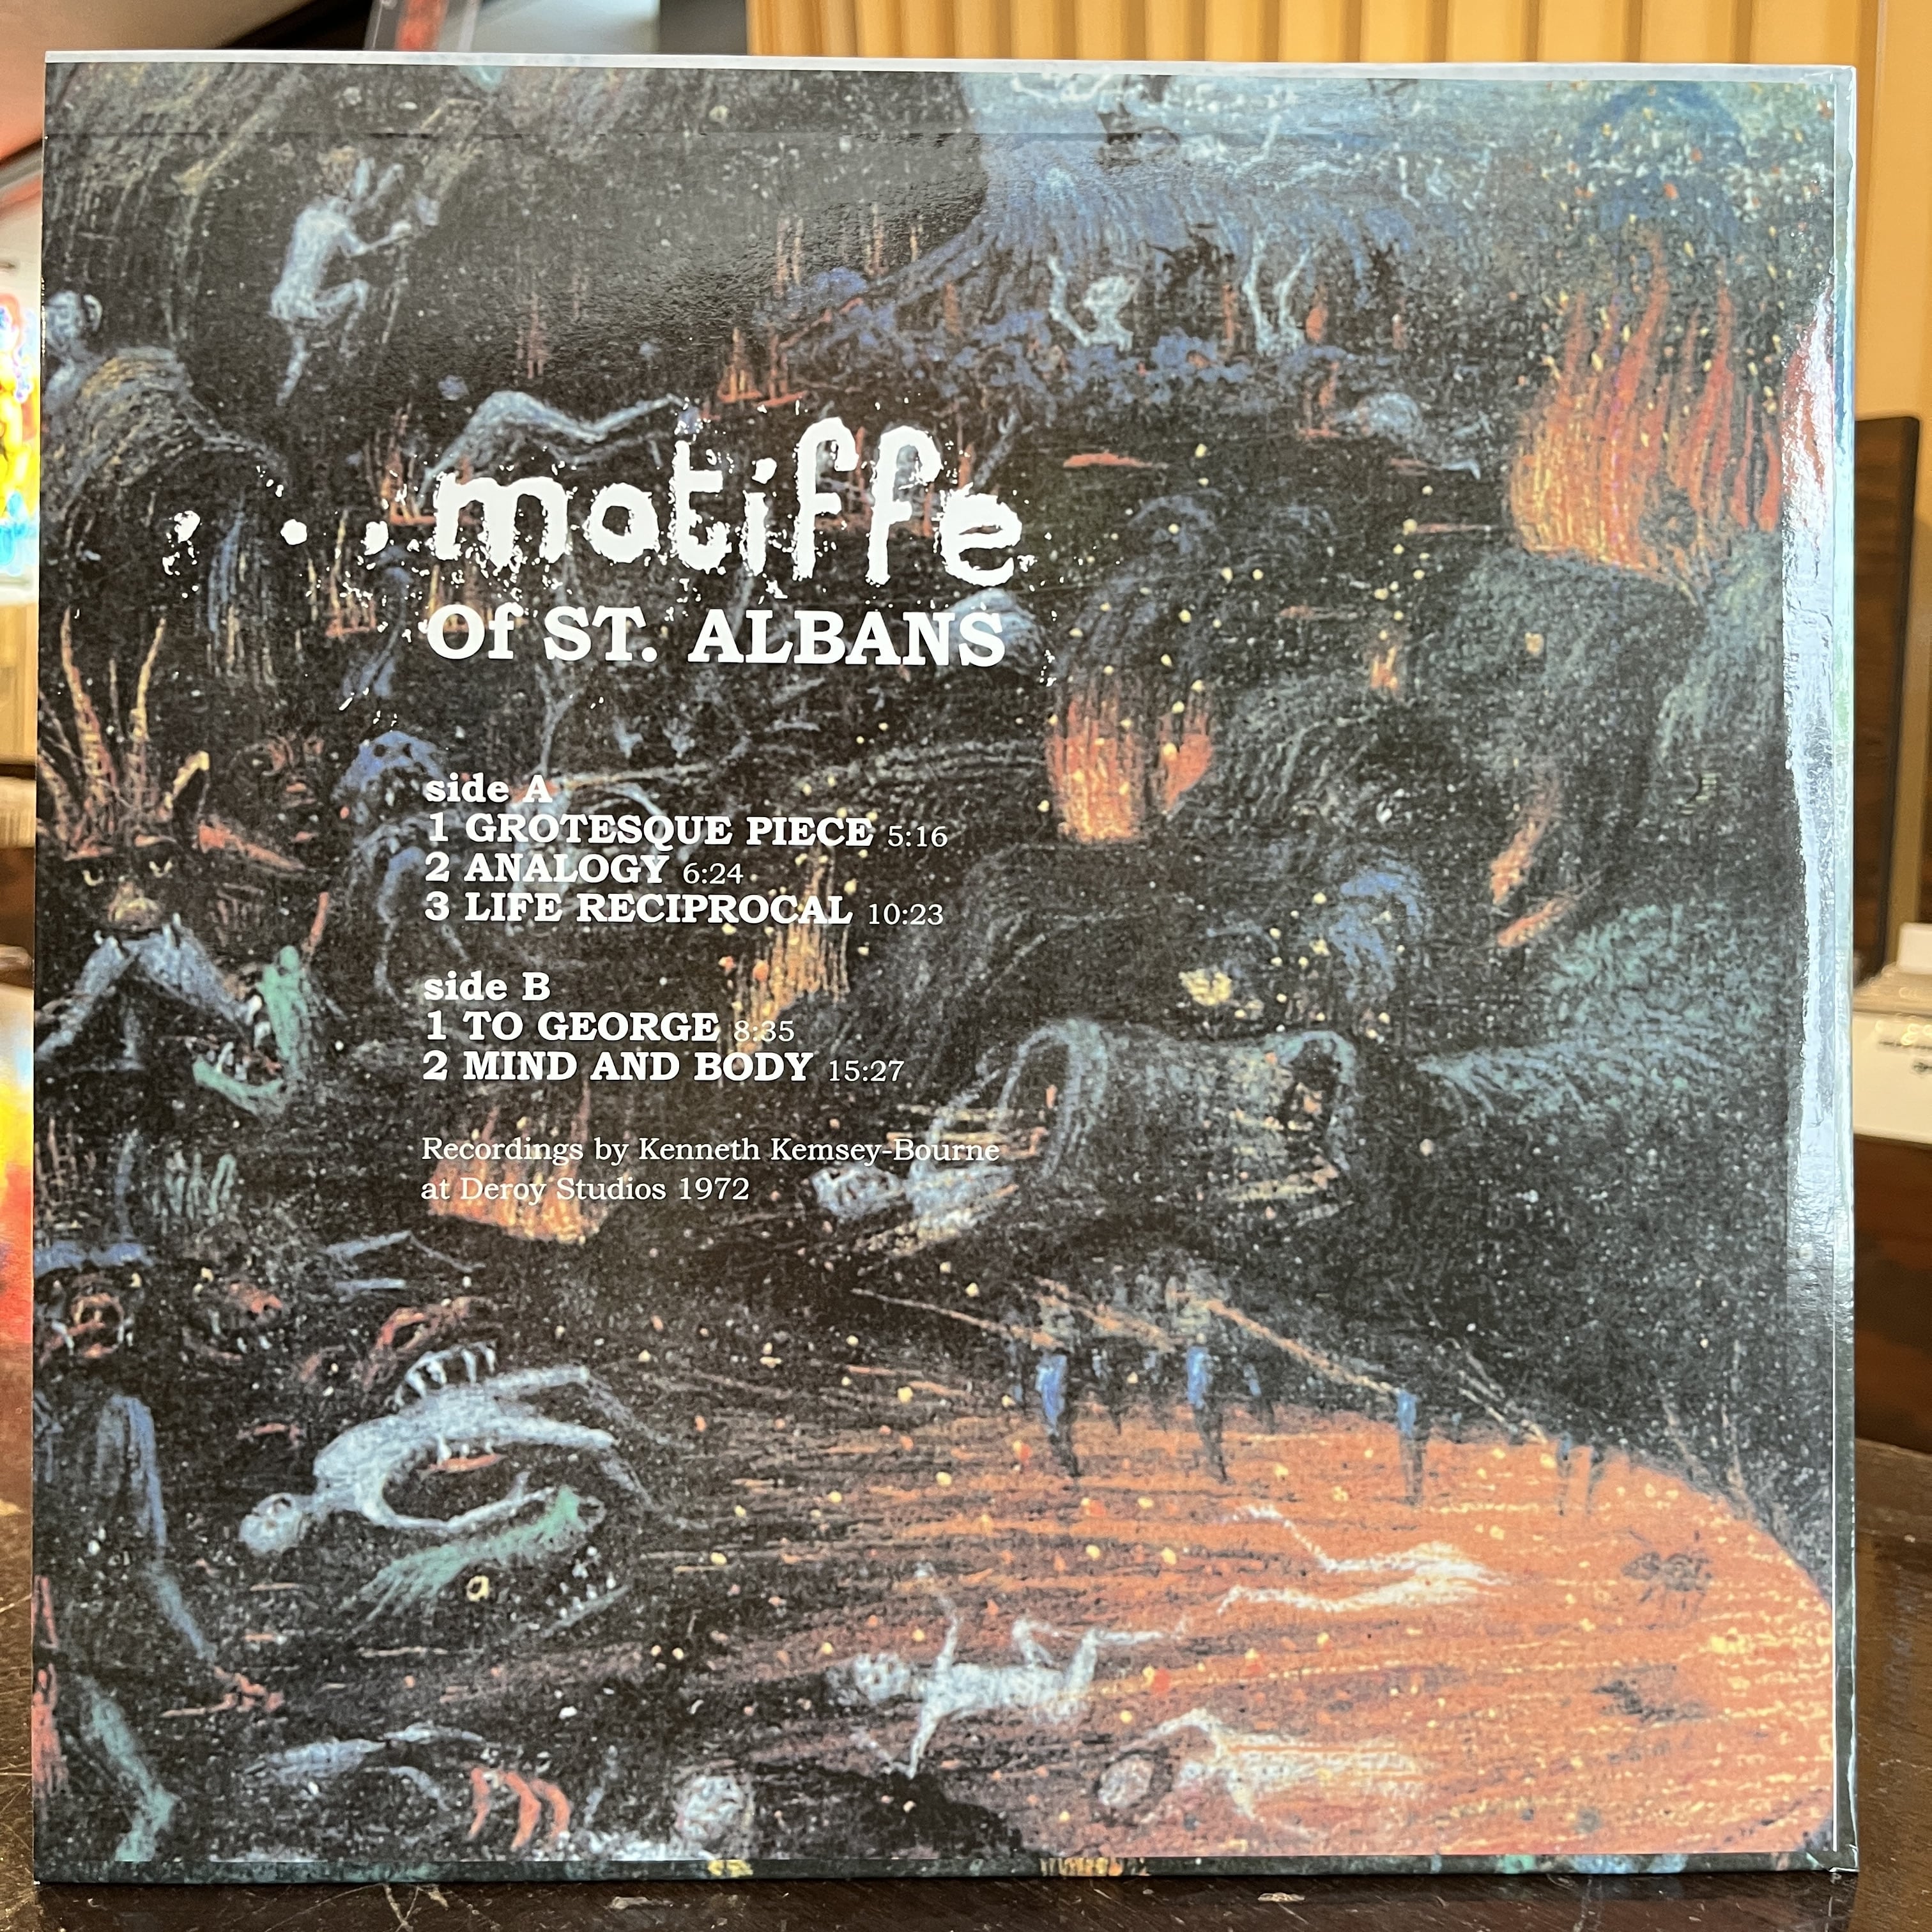 ...motiffe
Of ST. ALBANS
side A
1 GROTESQUE PIECE 5:16
2 ANALOGY 6:24
3 LIFE RECIPROCAL 10:23
side B
1 TO GEORGE 8:35
2 MIND AND BODY 15:27
Recordings by Kenneth Kemsey-Bourne
at Deroy Studios 1972